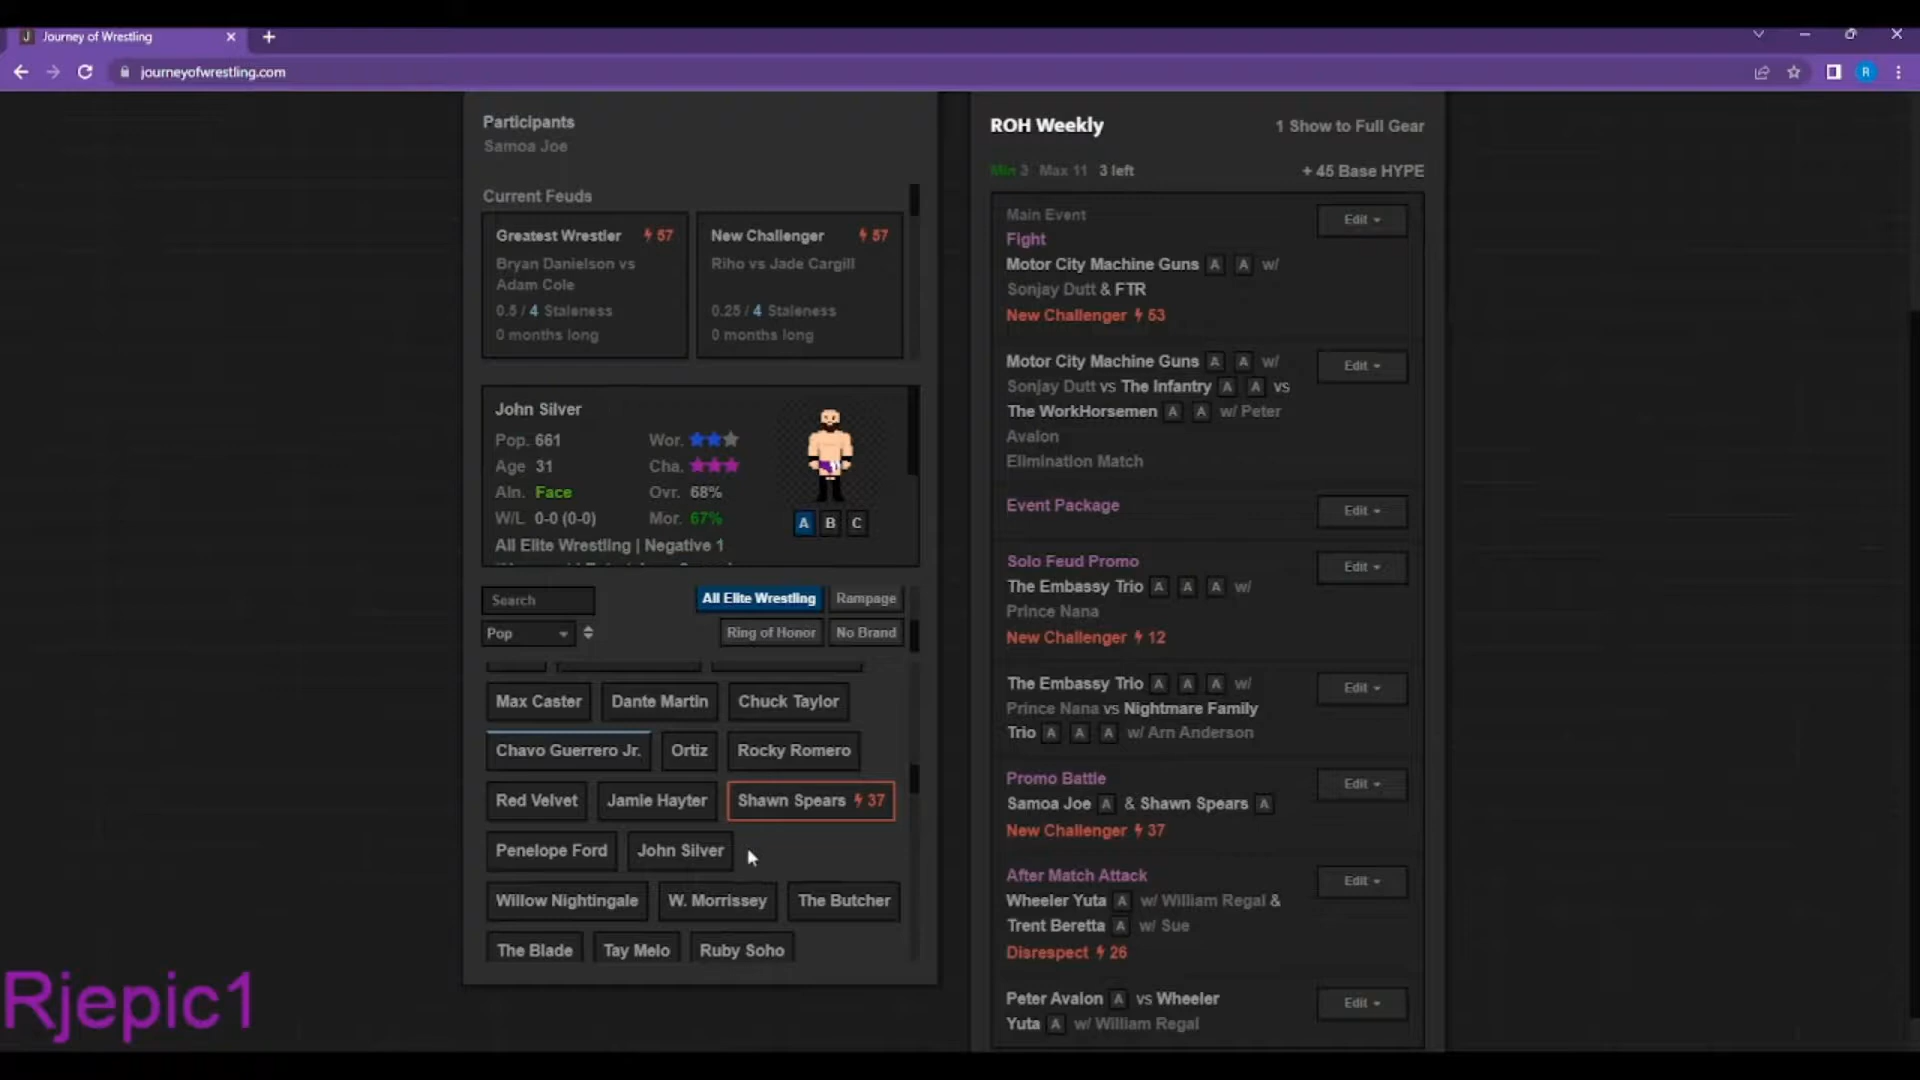 Journey of Wrestling
journeyofwrestling.com
R
Participants
Samoa Joe
Current Feuds
Greatest Wrestler 57
Bryan Danielson vs
Adam Cole
0.5 / 4 Staleness
0 months long
New Challenger 57
Riho vs Jade Cargill
0.25 / 4 Staleness
0 months long
John Silver
Pop. 661
Wor.
Age 31
Cha.
Aln. Face
Ovr. 68%
W/L 0-0 (0-0)
Mor. 67%
A B C
All Elite Wrestling | Negative 1
Search
All Elite Wrestling
Rampage
Pop
Ring of Honor
No Brand
Max Caster
Dante Martin
Chuck Taylor
Chavo Guerrero Jr.
Ortiz
Rocky Romero
Red Velvet
Jamie Hayter
Shawn Spears 37
Penelope Ford
John Silver
Willow Nightingale
W. Morrissey
The Butcher
The Blade
Tay Melo
Ruby Soho
ROH Weekly
1 Show to Full Gear
Min 3 Max 11 3 left
+ 45 Base HYPE
Main Event
Edit
Fight
Motor City Machine Guns A A w/
Sonjay Dutt & FTR
New Challenger 53
Motor City Machine Guns A A w/
Edit
Sonjay Dutt vs The Infantry A A vs
The WorkHorsemen A A w/ Peter
Avalon
Elimination Match
Event Package
Edit
Solo Feud Promo
Edit
The Embassy Trio A A A w/
Prince Nana
New Challenger 12
The Embassy Trio A A A w/
Edit
Prince Nana vs Nightmare Family
Trio A A A w/ Arn Anderson
Promo Battle
Edit
Samoa Joe A & Shawn Spears A
New Challenger 37
After Match Attack
Edit
Wheeler Yuta A w/ William Regal &
Trent Beretta A w/ Sue
Disrespect 26
Peter Avalon A vs Wheeler
Edit
Yuta A w/ William Regal
Rjepic1